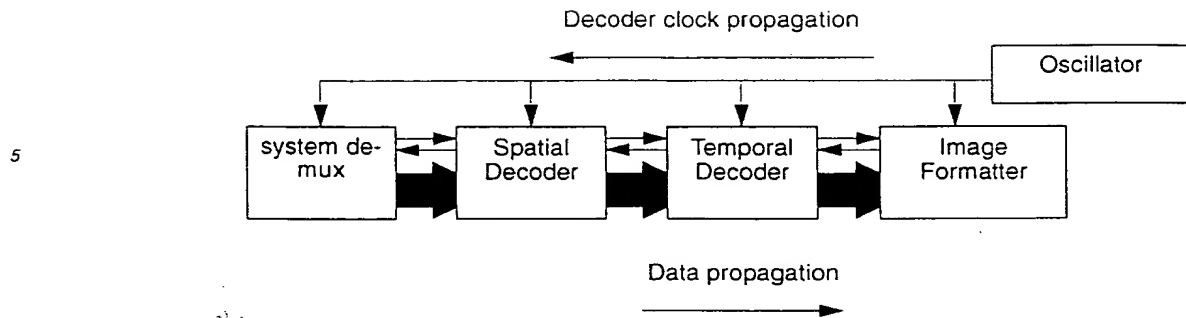 Decoder clock propagation
Oscillator
5
system de-
mux
Spatial
Decoder
Temporal
Decoder
Image
Formatter
Data propagation